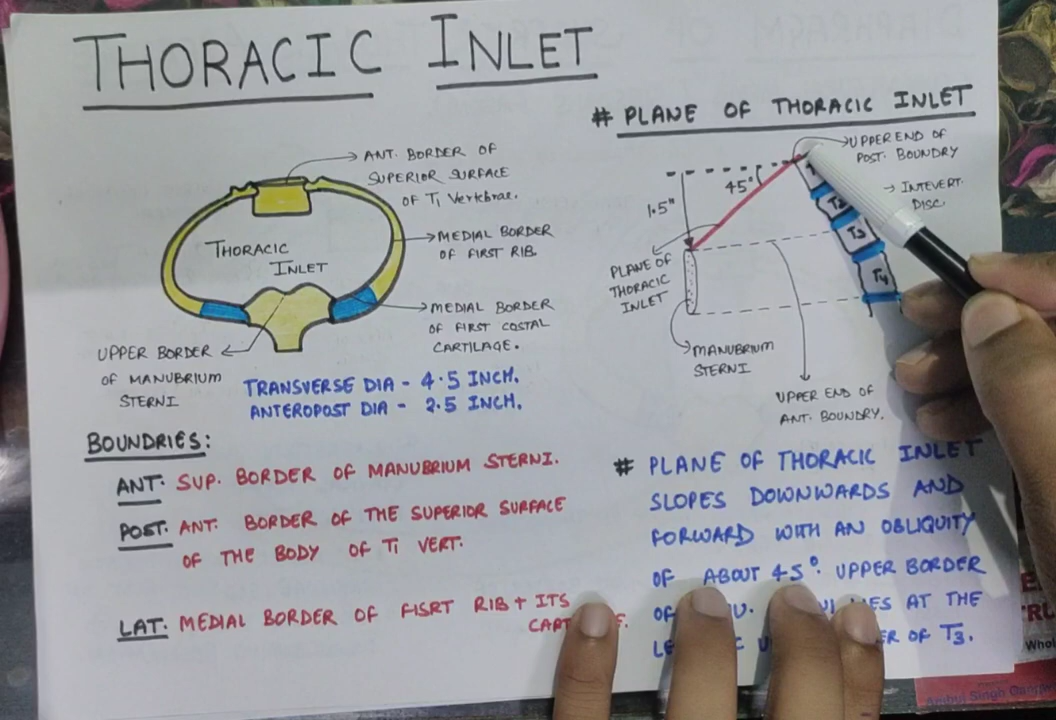 THORACIC INLET
ANT. BORDER OF
SUPERIOR SURFACE
OF T1 Vertebrae.
MEDIAL BORDER
OF FIRST RIB.
THORACIC
INLET
MEDIAL BORDER
OF FIRST COSTAL
CARTILAGE.
UPPER BORDER
OF MANUBRIUM
STERNI
TRANSVERSE DIA - 4.5 INCH.
ANTEROPOST DIA - 2.5 INCH.
BOUNDRIES:
ANT. SUP. BORDER OF MANUBRIUM STERNI.
POST. ANT. BORDER OF THE SUPERIOR SURFACE
OF THE BODY OF T1 VERT.
LAT. MEDIAL BORDER OF FISRT RIB + ITS
# PLANE OF THORACIC INLET
UPPER END OF
POST. BOUNDRY
INTEVERT.
DISC.
45°
1.5"
T2
T3
T4
PLANE OF
THORACIC
INLET
MANUBRIUM
STERNI
UPPER END OF
ANT. BOUNDRY.
# PLANE OF THORACIC INLET
SLOPES DOWNWARDS AND
FORWARD WITH AN OBLIQUITY
OF ABOUT 45°. UPPER BORDER
OF AT THE
OF T3.